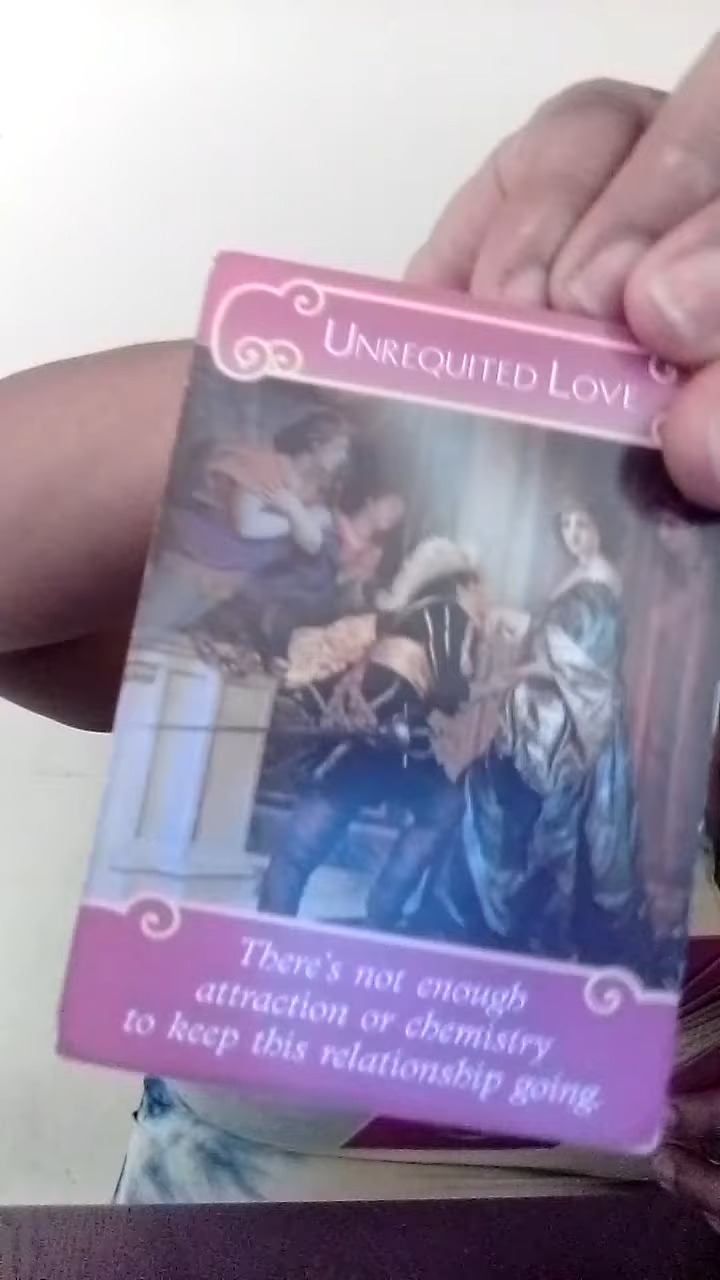 UNREQUITED LOVE
There's not enough
attraction or chemistry
to keep this relationship going.